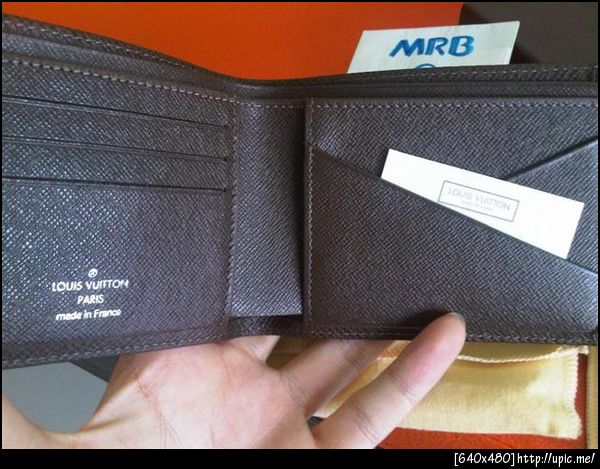 MRB
LOUIS VUITTON
LOUIS VUITTON
PARIS
made in France
[640x480]http://upic.me/